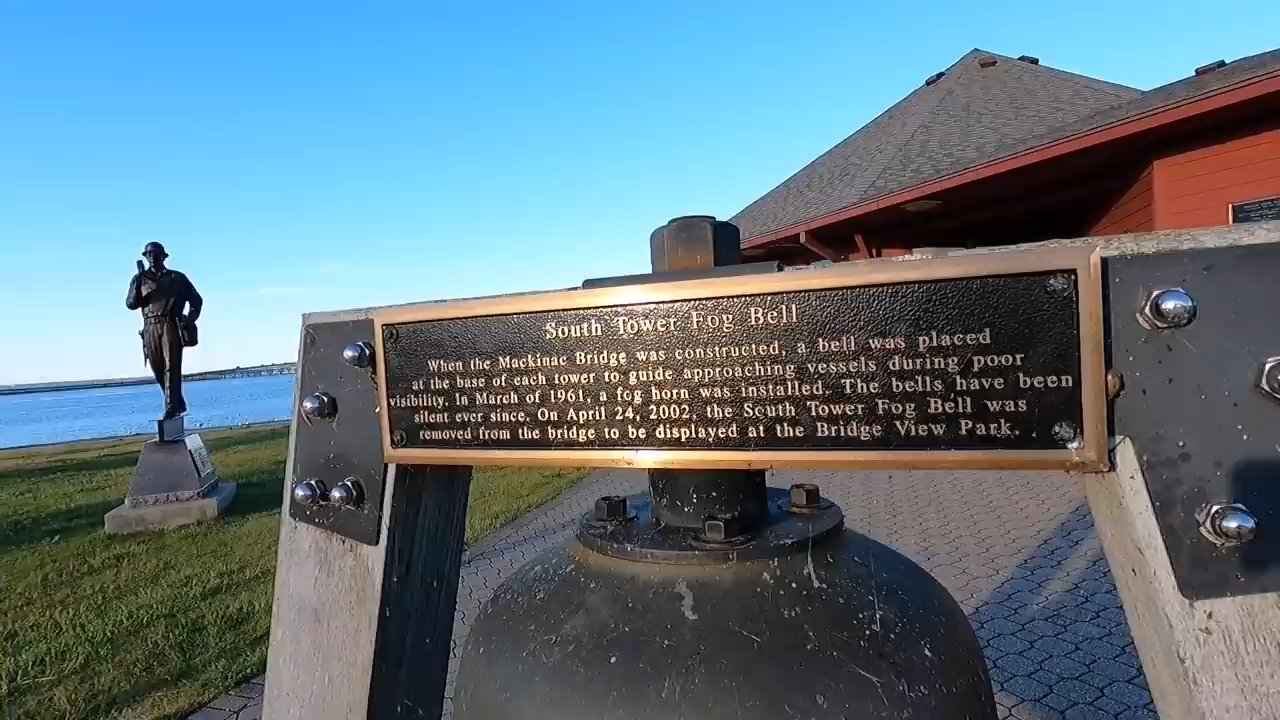 South Tower Fog Bell
When the Mackinac Bridge was constructed, a bell was placed
at the base of each tower to guide approaching vessels during poor
visibility. In March of 1961, a fog horn was installed. The bells have been
silent ever since. On April 24, 2002, the South Tower Fog Bell was
removed from the bridge to be displayed at the Bridge View Park.